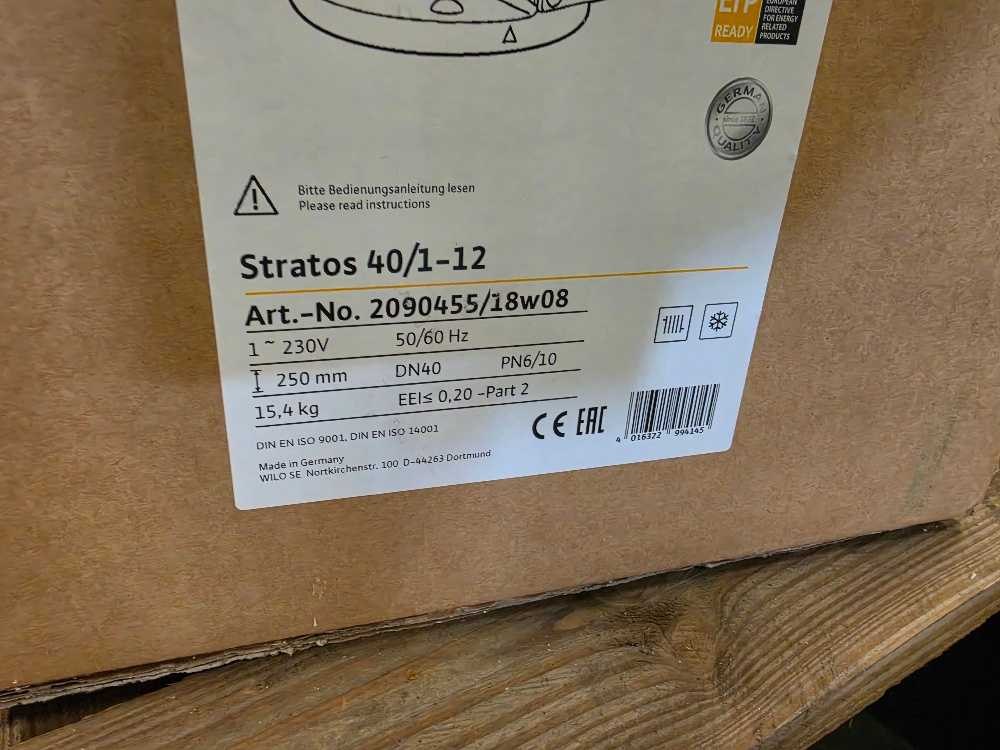 ErP
READY
EUROPEAN
DIRECTIVE
FOR ENERGY
RELATED
PRODUCTS
GERMAN
since 1872
QUALITY
Bitte Bedienungsanleitung lesen
Please read instructions
Stratos 40/1-12
Art.-No. 2090455/18w08
1 ~ 230V 50/60 Hz
250 mm DN40 PN6/10
15,4 kg EEI≤ 0,20 -Part 2
DIN EN ISO 9001, DIN EN ISO 14001
CE EAC
4 016372 994145
Made in Germany
WILO SE Nortkirchenstr. 100 D-44263 Dortmund